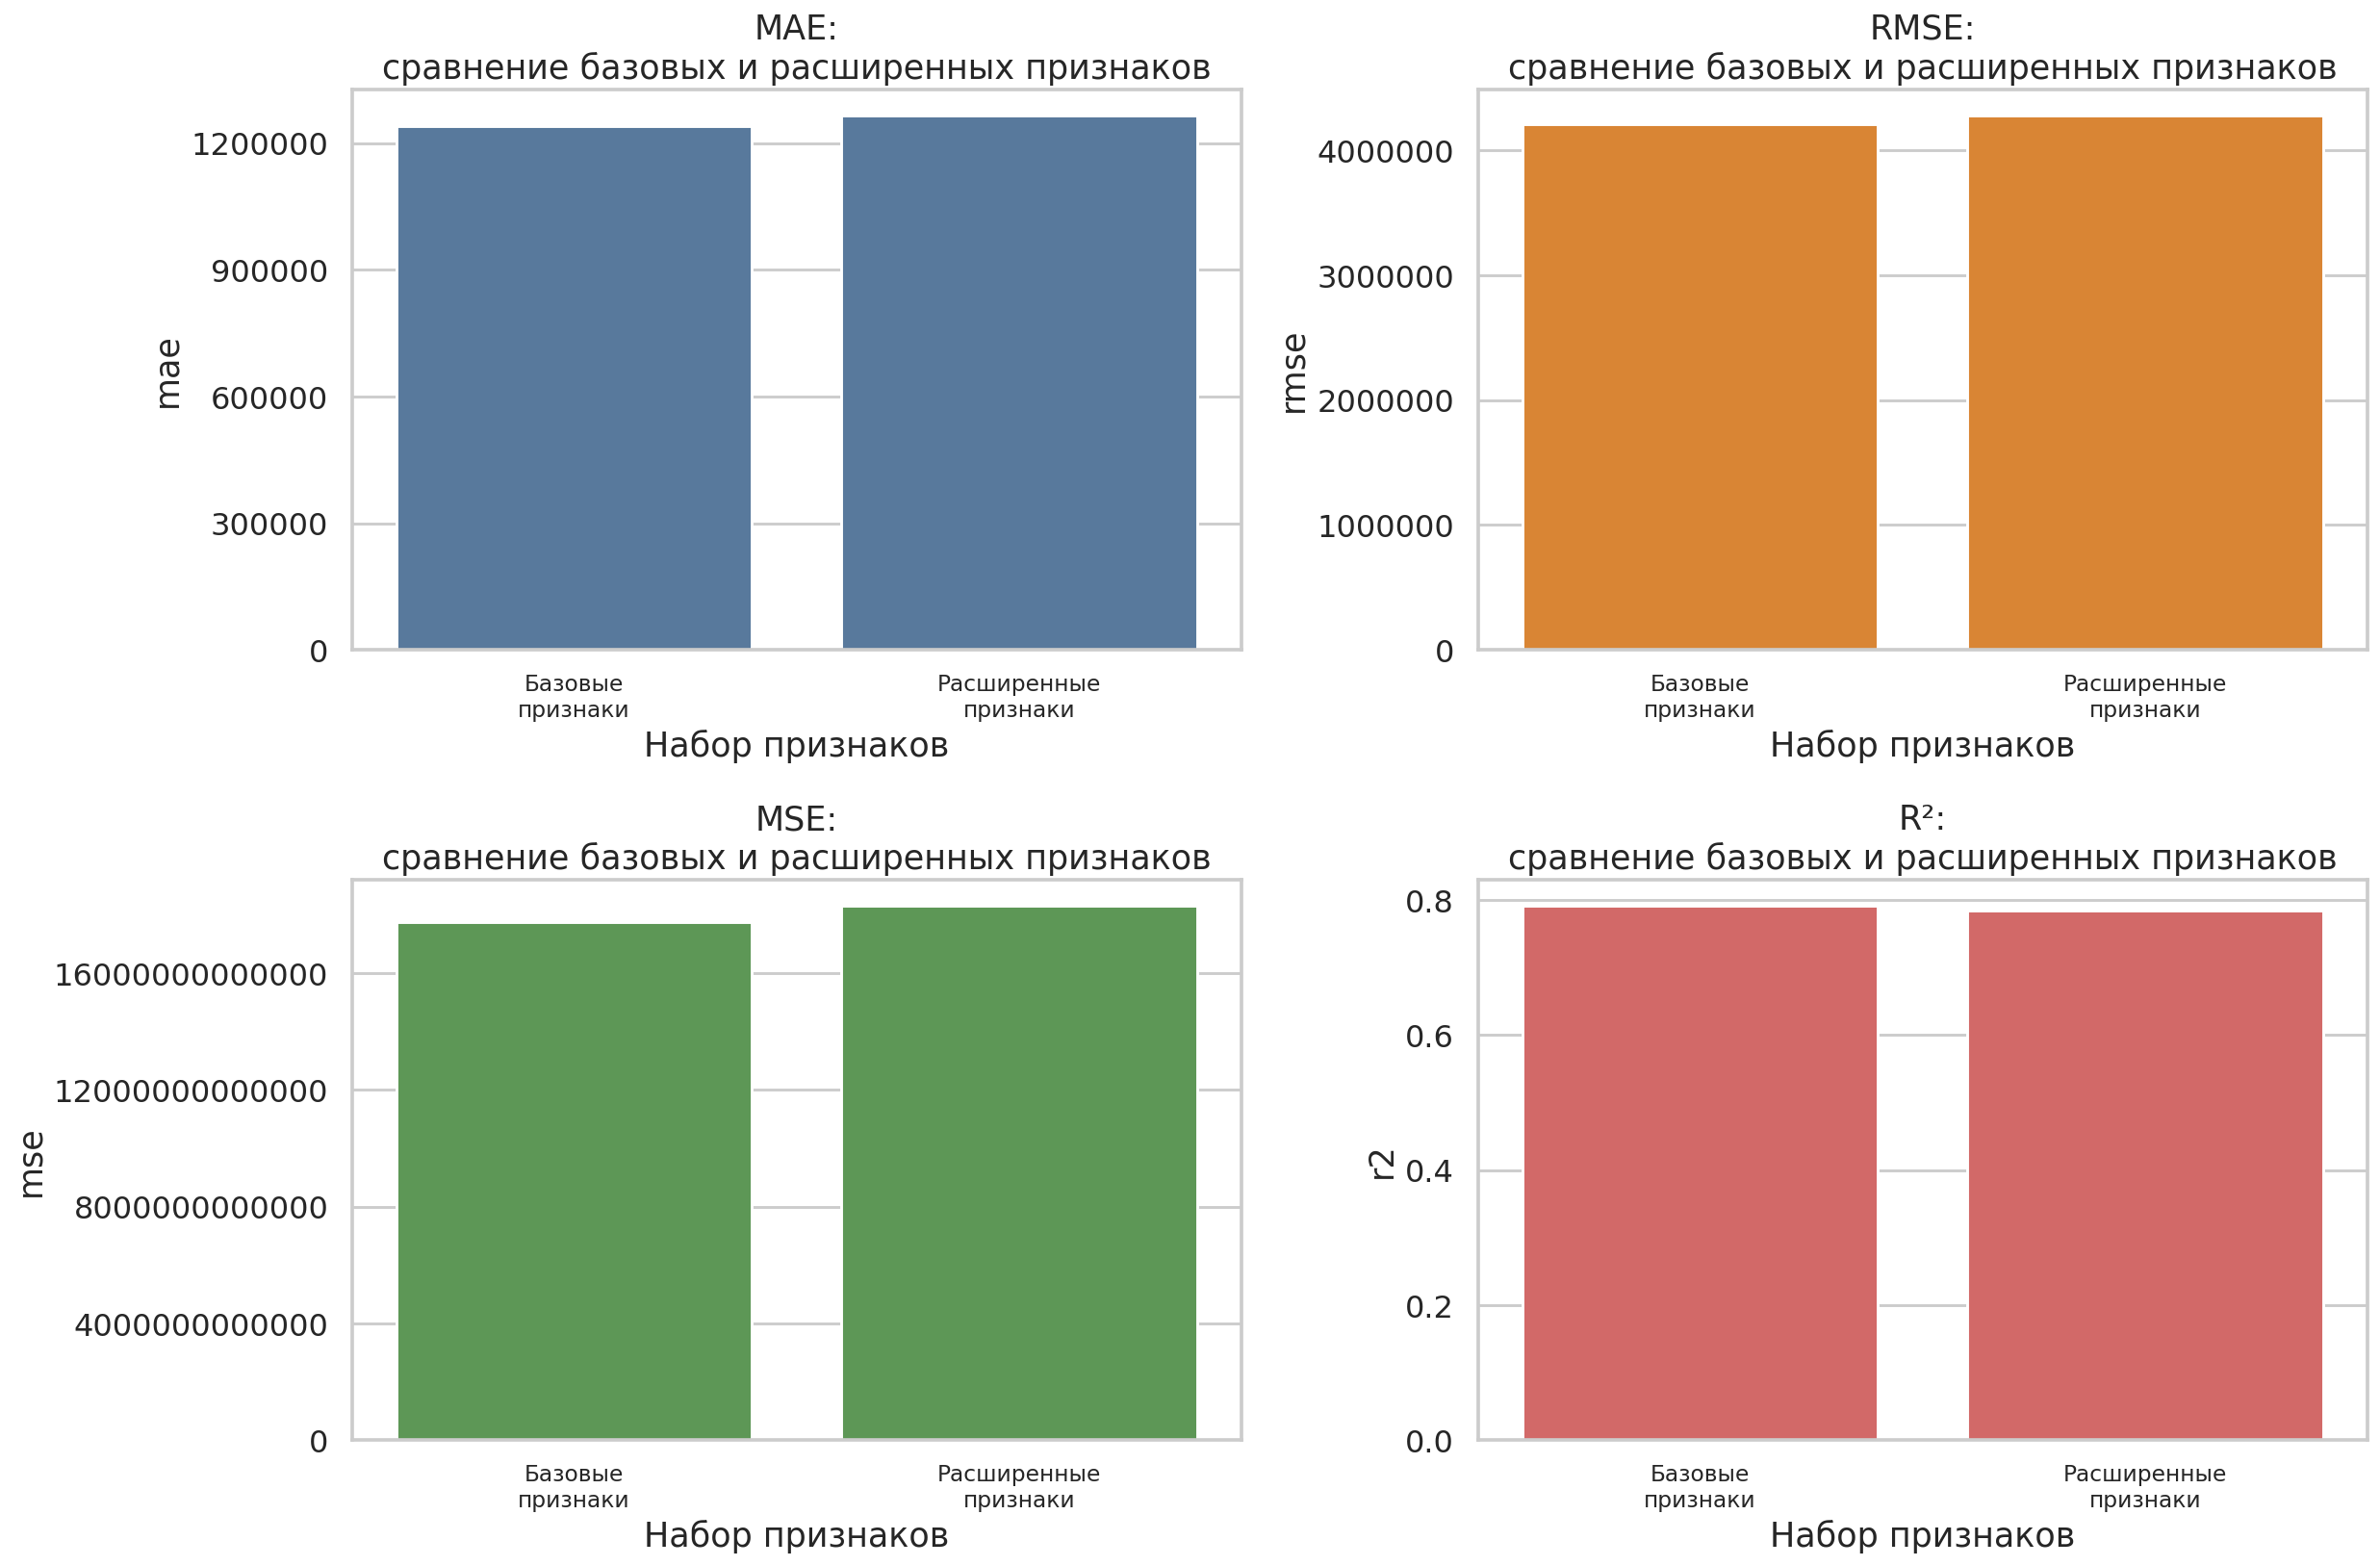 MAE:
сравнение базовых и расширенных признаков
1200000
900000
600000
300000
0
mae
Базовые
признаки
Расширенные
признаки
Набор признаков
RMSE:
сравнение базовых и расширенных признаков
4000000
3000000
2000000
1000000
0
rmse
Базовые
признаки
Расширенные
признаки
Набор признаков
MSE:
сравнение базовых и расширенных признаков
16000000000000
12000000000000
8000000000000
4000000000000
0
mse
Базовые
признаки
Расширенные
признаки
Набор признаков
R²:
сравнение базовых и расширенных признаков
0.8
0.6
0.4
0.2
0.0
r2
Базовые
признаки
Расширенные
признаки
Набор признаков